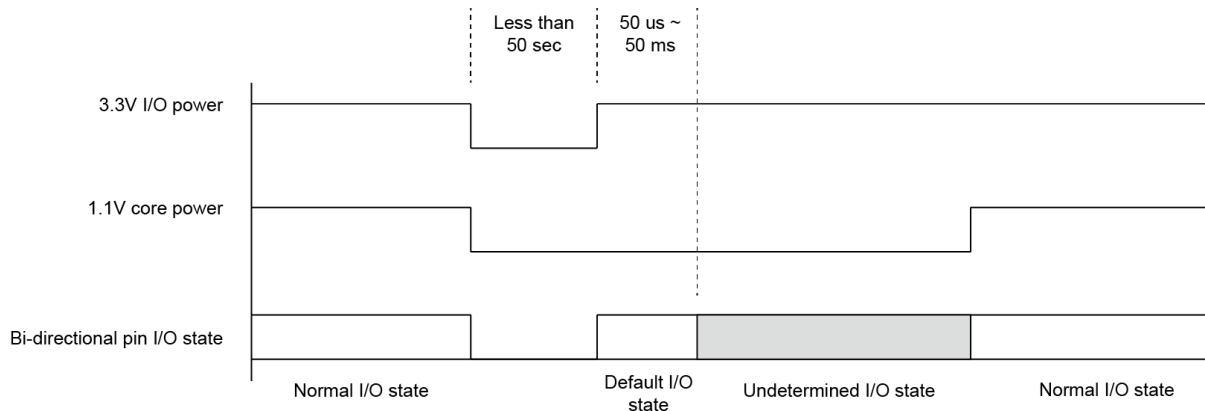 Less than
50 sec
50 us ~
50 ms
3.3V I/O power
1.1V core power
Bi-directional pin I/O state
Normal I/O state
Default I/O
state
Undetermined I/O state
Normal I/O state